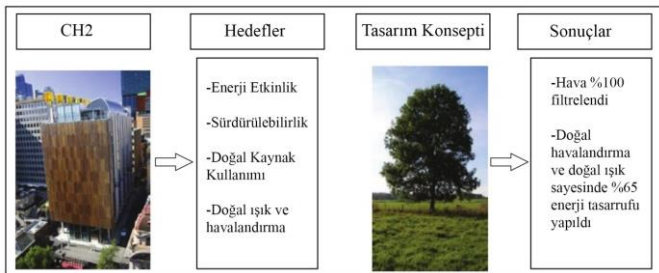 CH2
Hedefler
-Enerji Etkinlik
-Sürdürülebilirlik
-Doğal Kaynak
Kullanımı
-Doğal ışık ve
havalandırma
Tasarım Konsepti
Sonuçlar
-Hava %100
filtrelendi
-Doğal
havalandırma
ve doğal ışık
sayesinde %65
enerji tasarrufu
yapıldı